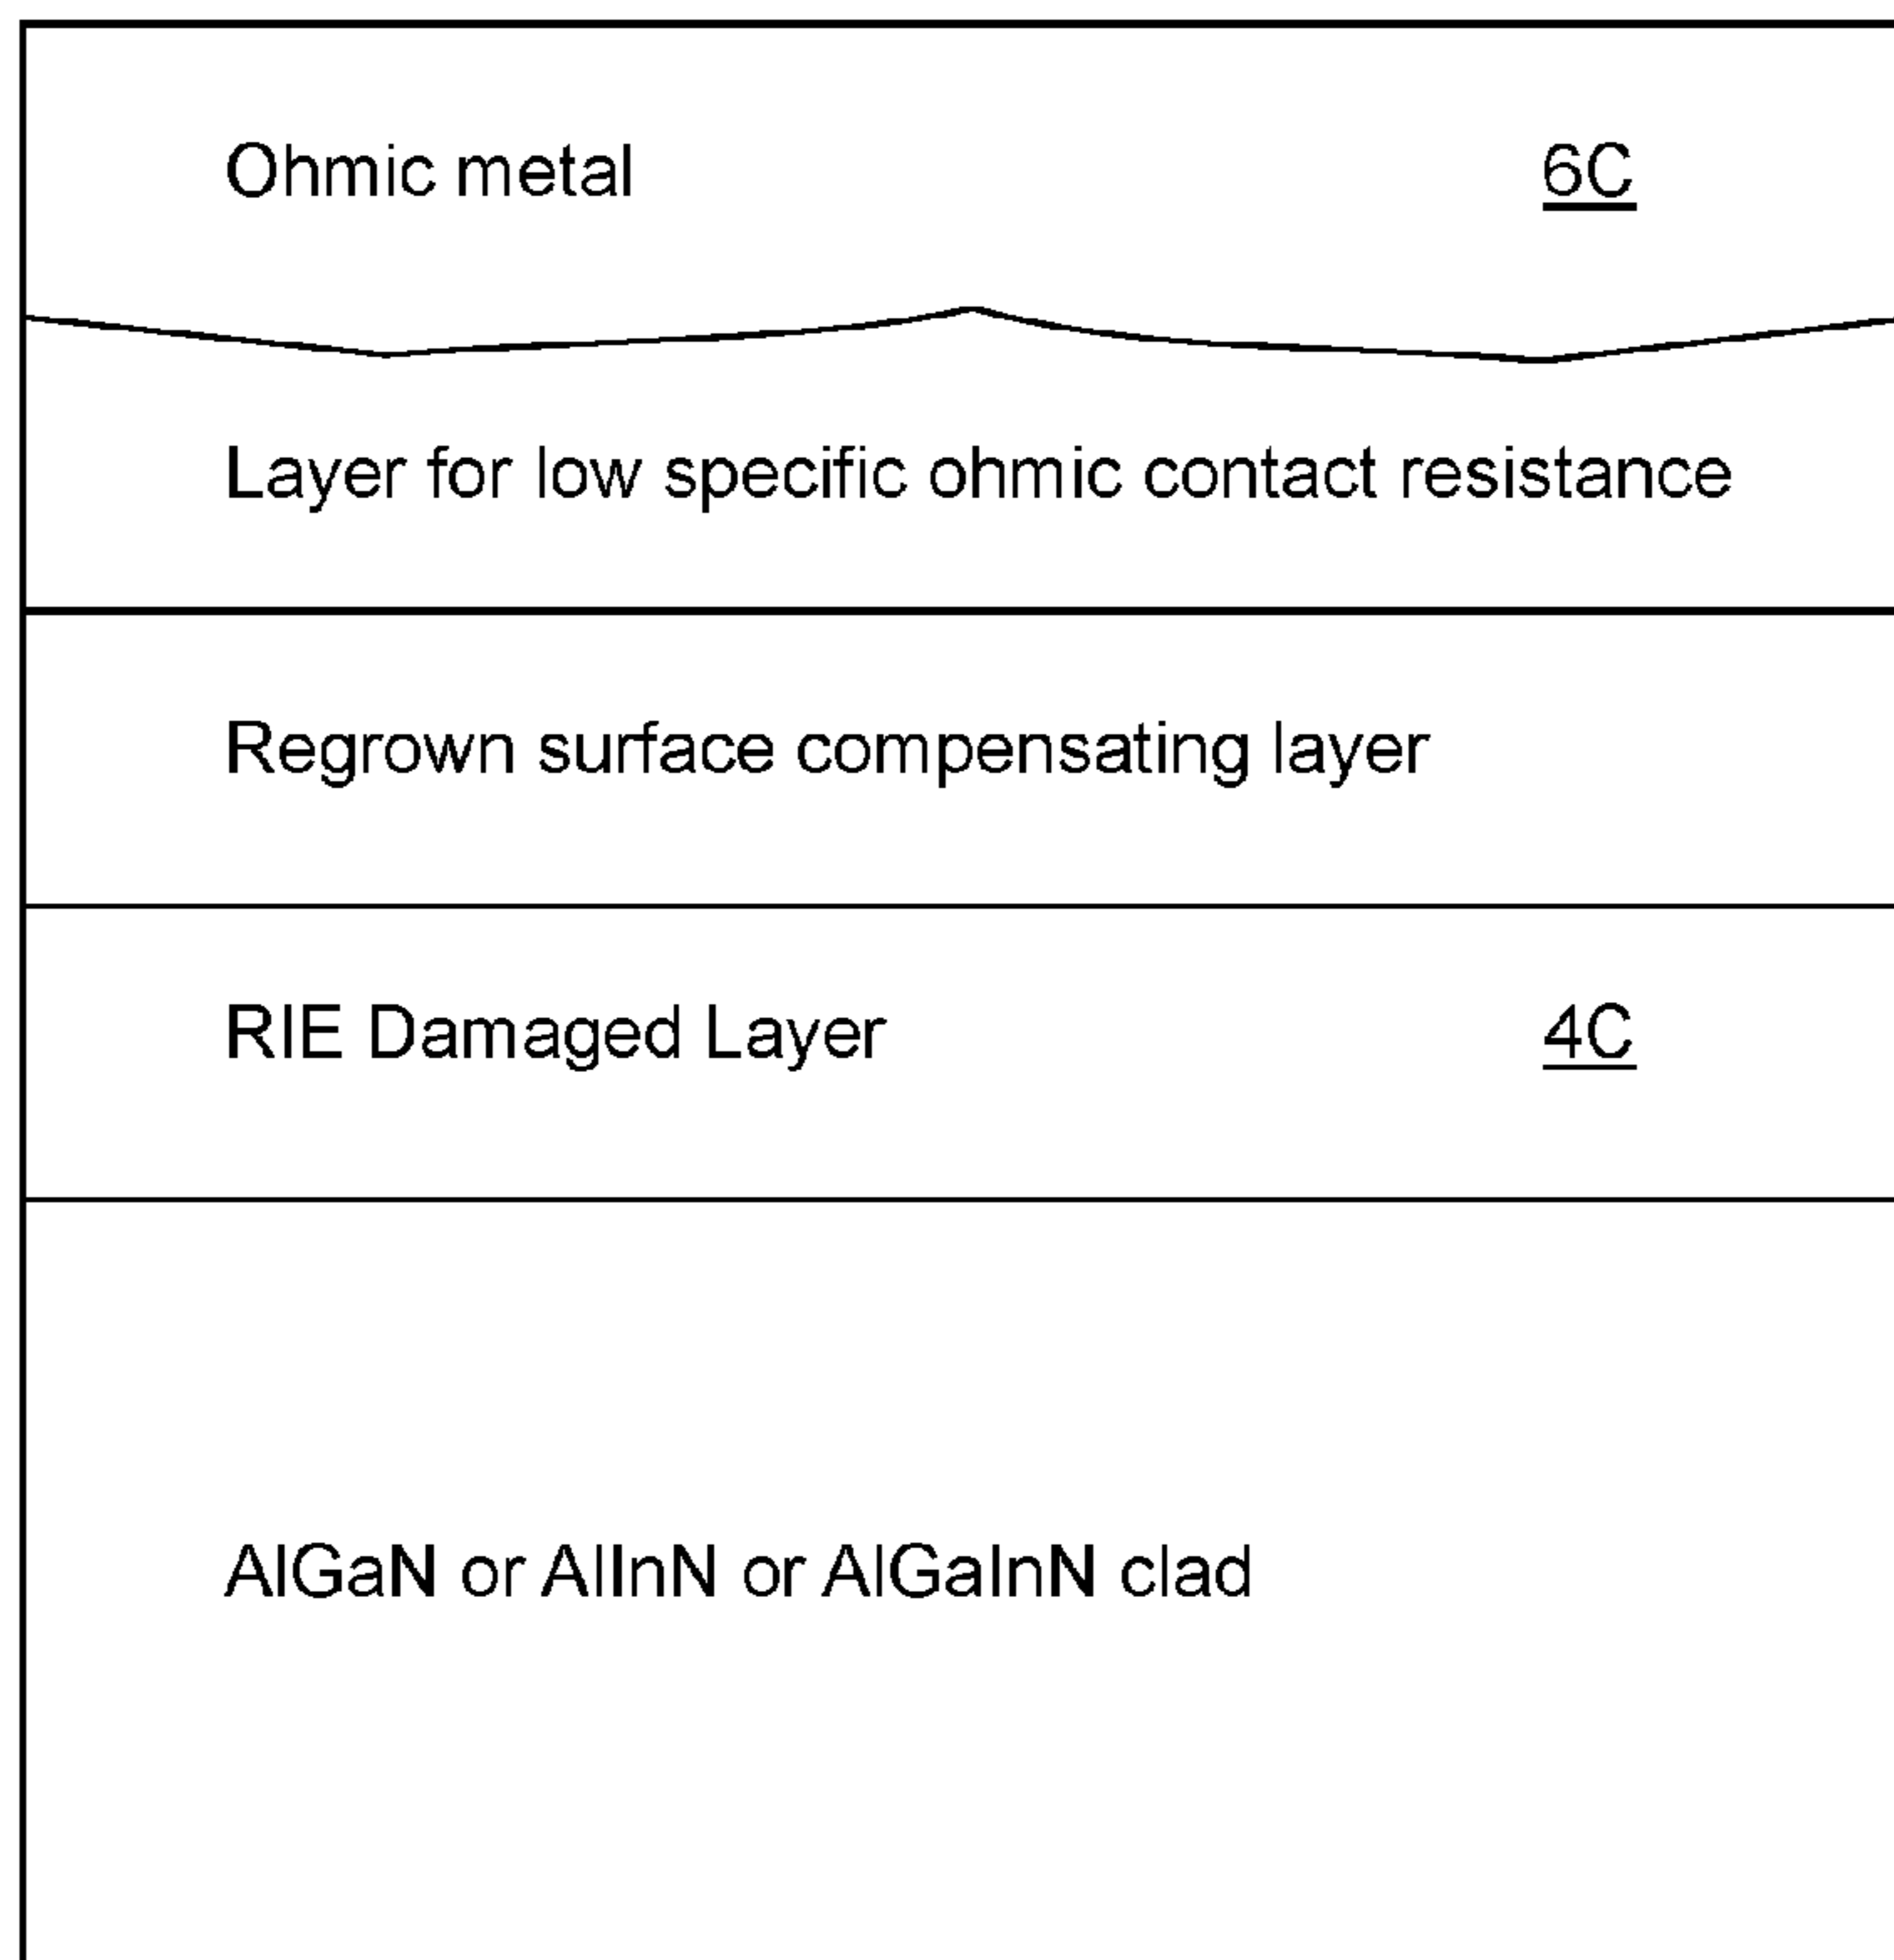 Ohmic metal 6C
Layer for low specific ohmic contact resistance
Regrown surface compensating layer
RIE Damaged Layer 4C
AlGaN or AlInN or AlGaInN clad